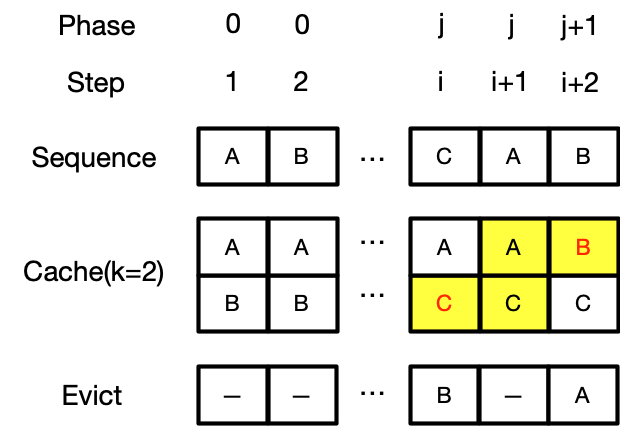 Phase 0 0 j j j+1
Step 1 2 i i+1 i+2
Sequence A B ... C A B
Cache(k=2)
A A ... A A B
B B ... C C C
Evict – – ... B – A